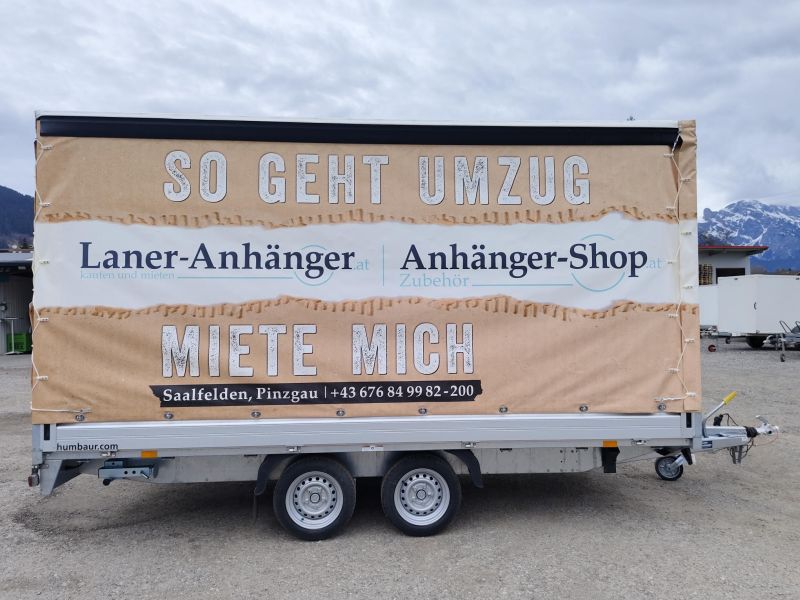 SO GEHT UMZUG
Laner-Anhänger.at | Anhänger-Shop.at
kaufen und mieten Zubehör
MIETE MICH
Saalfelden, Pinzgau | +43 676 84 99 82 - 200
humbaur.com